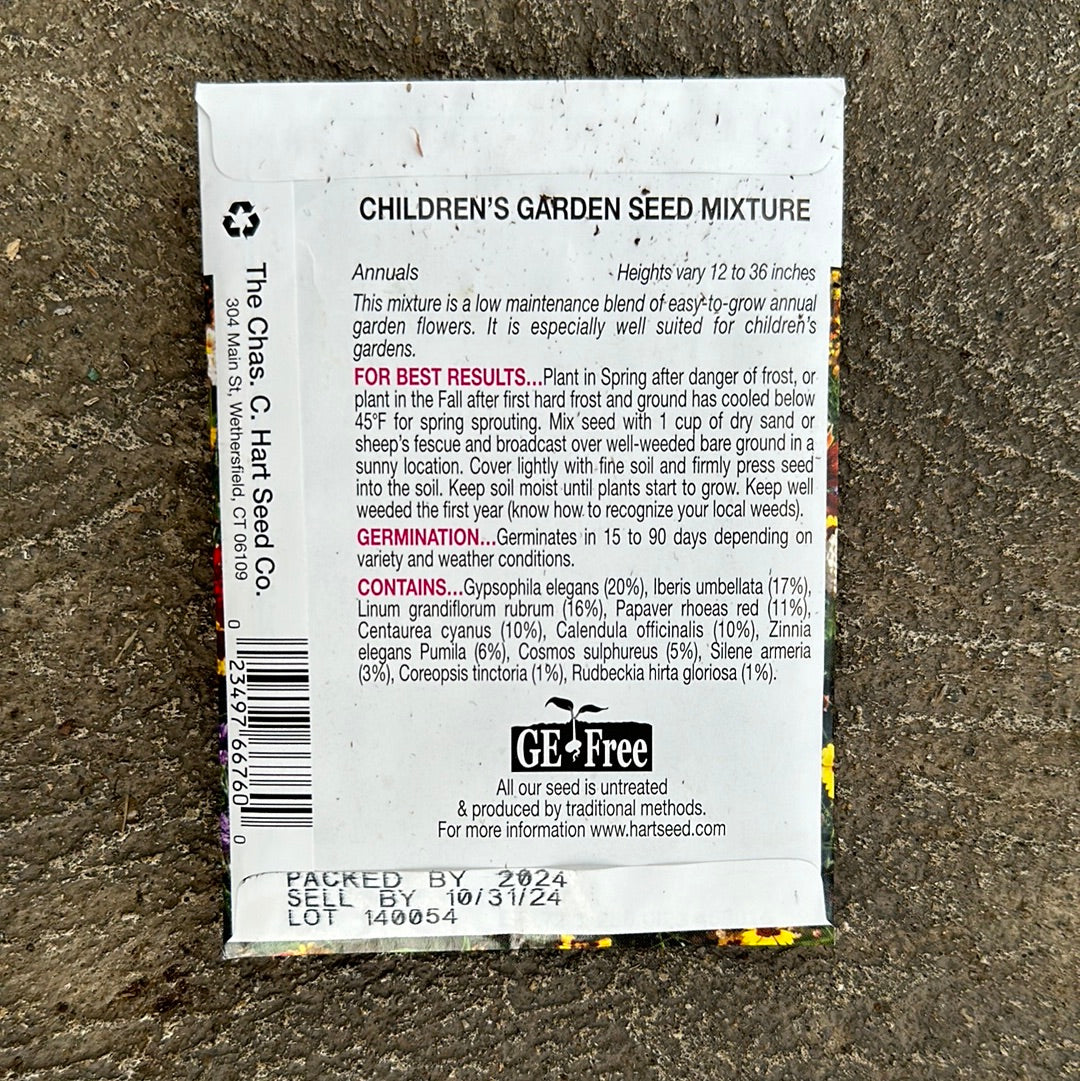 CHILDREN'S GARDEN SEED MIXTURE
Annuals Heights vary 12 to 36 inches
This mixture is a low maintenance blend of easy-to-grow annual
garden flowers. It is especially well suited for children's
gardens.
FOR BEST RESULTS...Plant in Spring after danger of frost, or
plant in the Fall after first hard frost and ground has cooled below
45°F for spring sprouting. Mix seed with 1 cup of dry sand or
sheep's fescue and broadcast over well-weeded bare ground in a
sunny location. Cover lightly with fine soil and firmly press seed
into the soil. Keep soil moist until plants start to grow. Keep well
weeded the first year (know how to recognize your local weeds).
GERMINATION...Germinates in 15 to 90 days depending on
variety and weather conditions.
CONTAINS...Gypsophila elegans (20%), Iberis umbellata (17%),
Linum grandiflorum rubrum (16%), Papaver rhoeas red (11%),
Centaurea cyanus (10%), Calendula officinalis (10%), Zinnia
elegans Pumila (6%), Cosmos sulphureus (5%), Silene armeria
(3%), Coreopsis tinctoria (1%), Rudbeckia hirta gloriosa (1%).
GE Free
All our seed is untreated
& produced by traditional methods.
For more information www.hartseed.com
The Chas. C. Hart Seed Co.
304 Main St, Wethersfield, CT 06109
0 23497 66760 0
PACKED BY 2024
SELL BY 10/31/24
LOT 140054